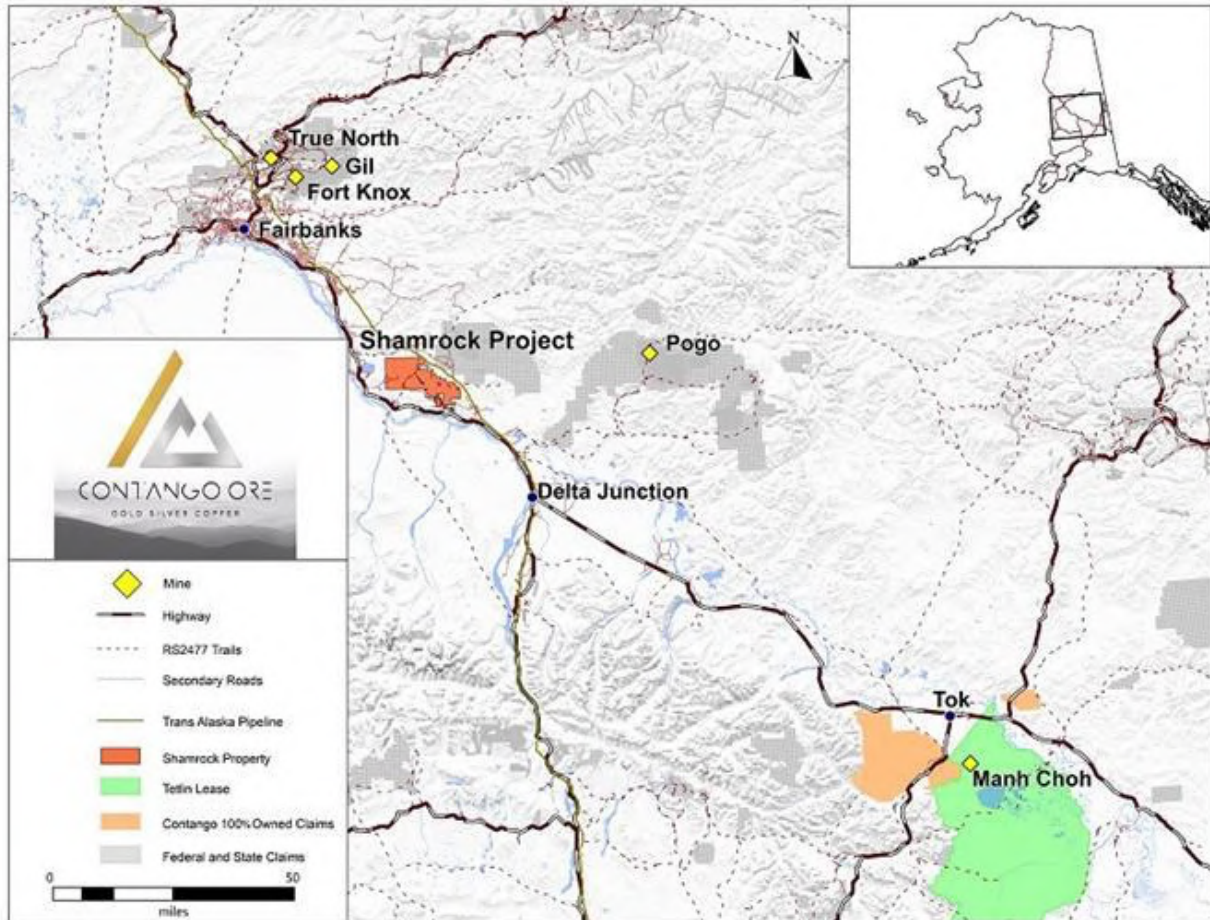 N
True North
Gil
Fort Knox
Fairbanks
Shamrock Project
Pogo
Delta Junction
Tok
Manh Choh
CONTANGO ORE
GOLD SILVER COPPER
Mine
Highway
RS2477 Trails
Secondary Roads
Trans Alaska Pipeline
Shamrock Property
Tetlin Lease
Contango 100% Owned Claims
Federal and State Claims
0 50
miles